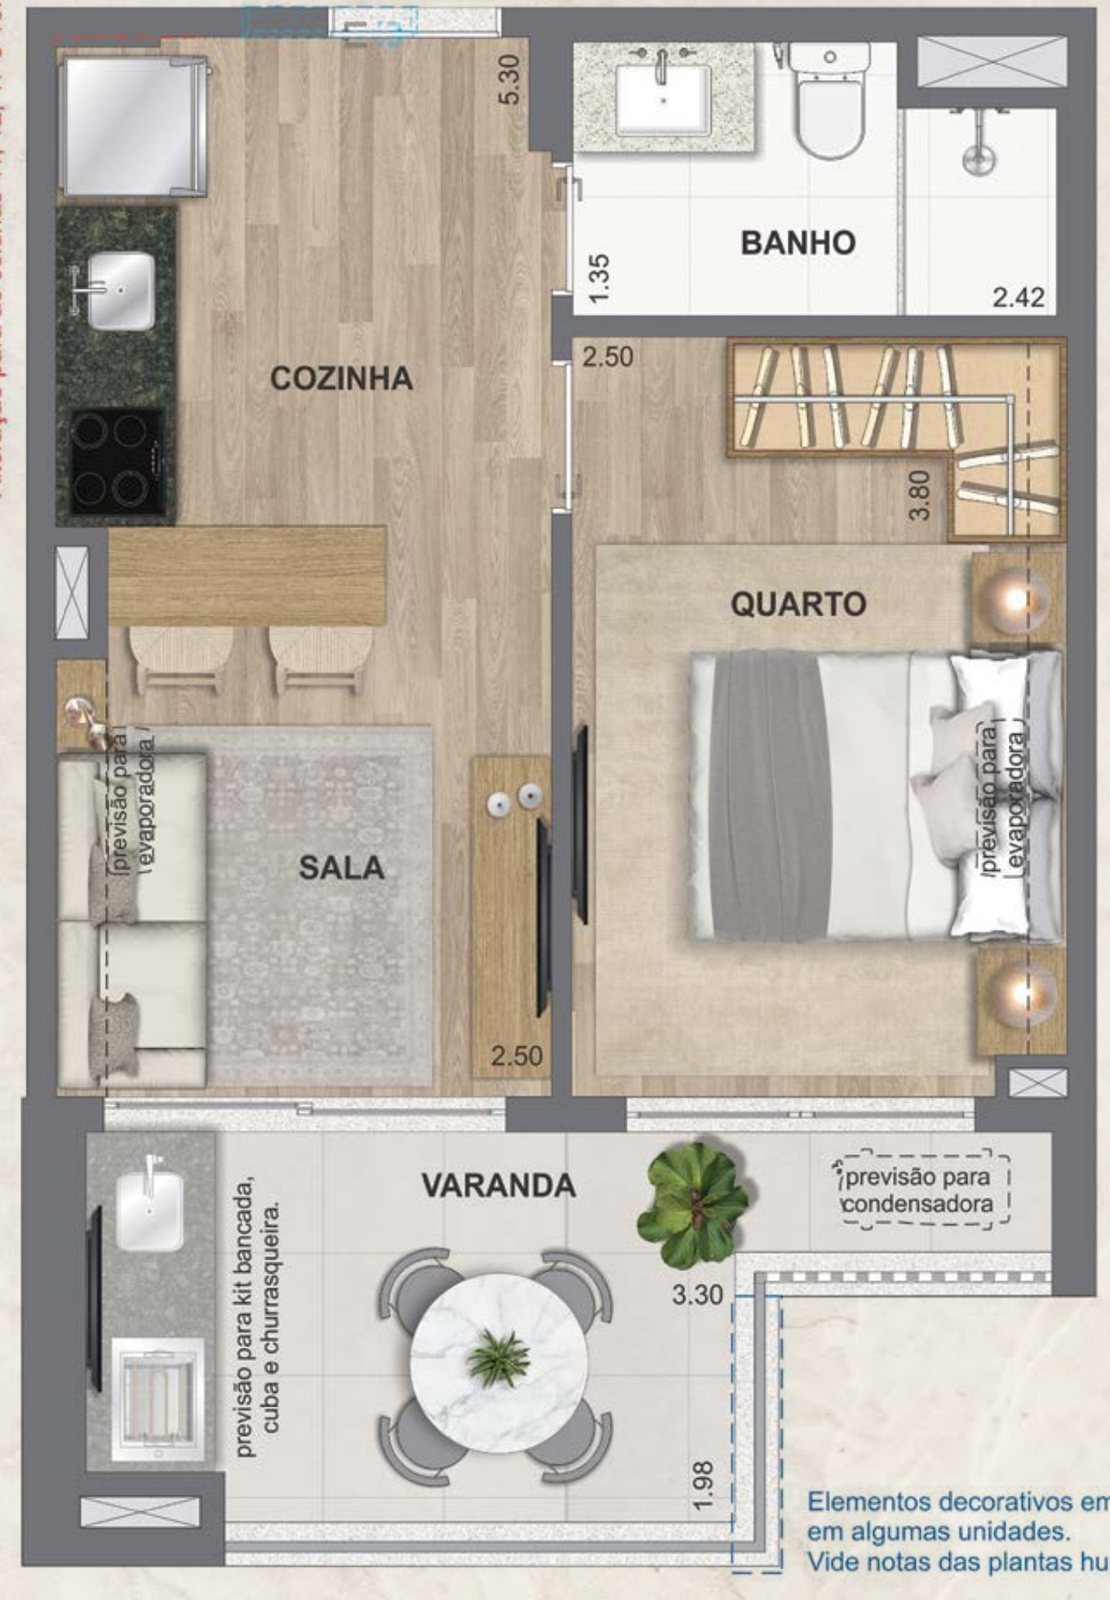 5.30
BANHO
1.35
2.42
COZINHA
2.50
3.80
QUARTO
previsão para
evaporadora
previsão para
evaporadora
SALA
2.50
VARANDA
previsão para
condensadora
previsão para kit bancada,
cuba e churrasqueira.
3.30
1.98
Elementos decorativos em
em algumas unidades.
Vide notas das plantas hu